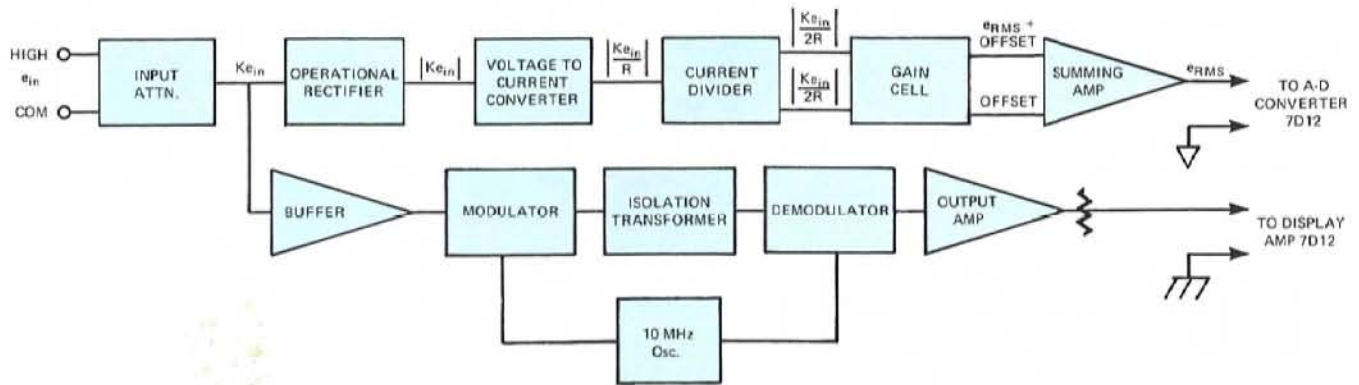 HIGH
e_in
COM
INPUT
ATTN.
Ke_in
OPERATIONAL
RECTIFIER
|Ke_in|
VOLTAGE TO
CURRENT
CONVERTER
|Ke_in/R|
CURRENT
DIVIDER
|Ke_in/2R|
|Ke_in/2R|
GAIN
CELL
e_RMS +
OFFSET
OFFSET
SUMMING
AMP
e_RMS
TO A-D
CONVERTER
7D12
BUFFER
MODULATOR
ISOLATION
TRANSFORMER
DEMODULATOR
OUTPUT
AMP
TO DISPLAY
AMP 7D12
10 MHz
Osc.